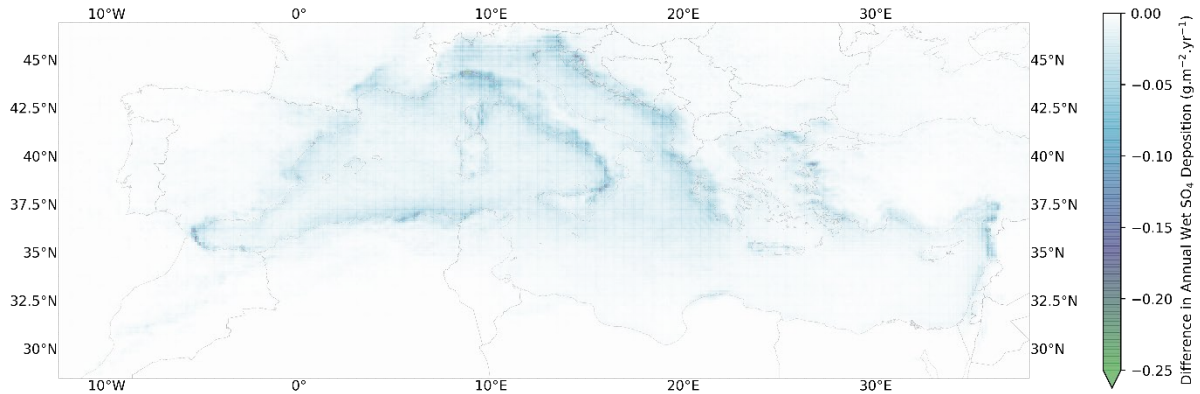 10°W 0° 10°E 20°E 30°E
45°N
42.5°N
40°N
37.5°N
35°N
32.5°N
30°N
45°N
42.5°N
40°N
37.5°N
35°N
32.5°N
30°N
10°W 0° 10°E 20°E 30°E
0.00
−0.05
−0.10
−0.15
−0.20
−0.25
Difference in Annual Wet SO₄ Deposition (g.m⁻².yr⁻¹)